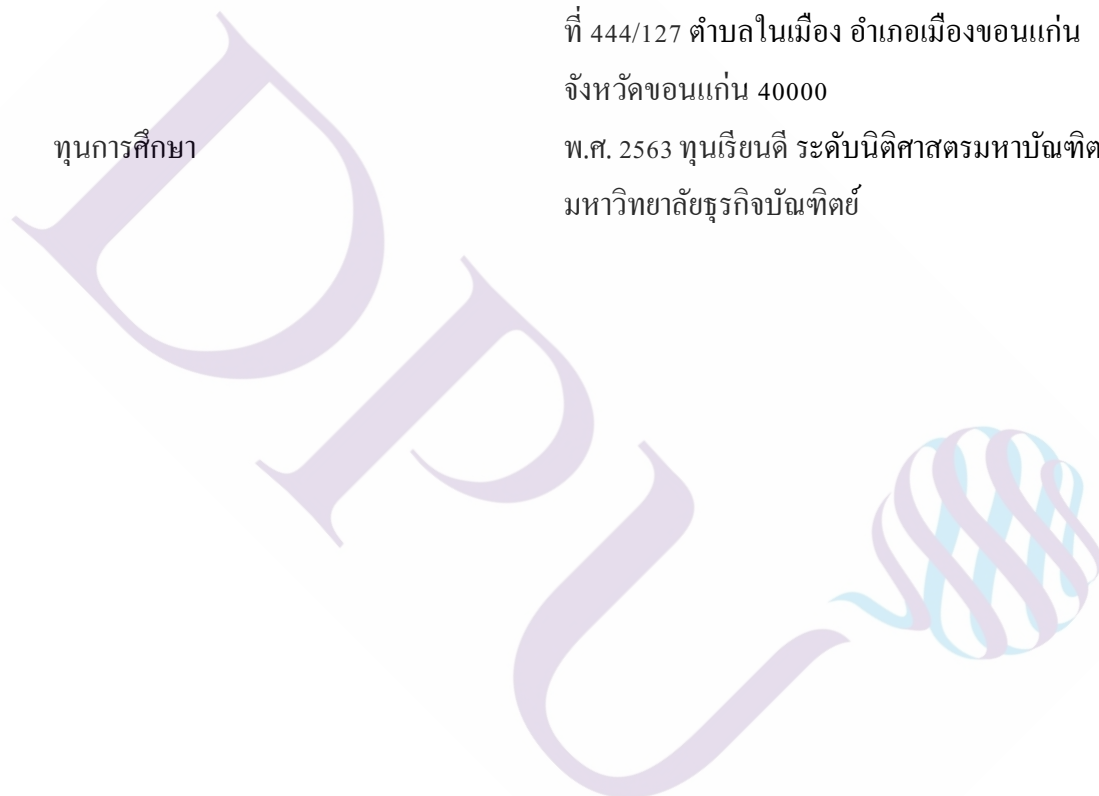 ที่ 444/127 ตำบลในเมือง อำเภอเมืองขอนแก่น
จังหวัดขอนแก่น 40000
ทุนการศึกษา พ.ศ. 2563 ทุนเรียนดี ระดับนิติศาสตรมหาบัณฑิต
มหาวิทยาลัยธุรกิจบัณฑิตย์
DPU